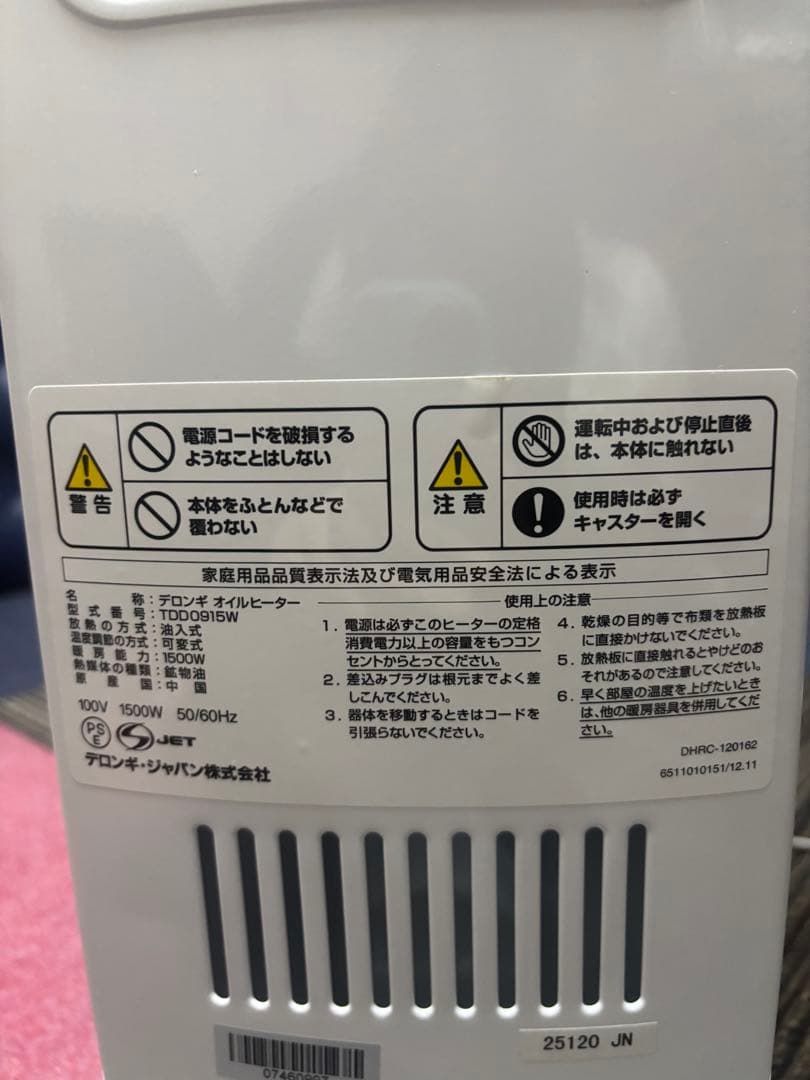 警告
電源コードを破損する
ようなことはしない
本体をふとんなどで
覆わない
注意
運転中および停止直後
は、本体に触れない
使用時は必ず
キャスターを開く
家庭用品品質表示法及び電気用品安全法による表示
名称:デロンギ オイルヒーター
型式番号:TDD0915W
放熱の方式:油入式
温度調節の方式:可変式
暖房能力:1500W
熱媒体の種類:鉱物油
原産国:中国
100V 1500W 50/60Hz
PS
E
JET
デロンギ・ジャパン株式会社
使用上の注意
1. 電源は必ずこのヒーターの定格
消費電力以上の容量をもつコン
セントからとってください。
2. 差込みプラグは根元までよく差
しこんでください。
3. 器体を移動するときはコードを
引張らないでください。
4. 乾燥の目的等で布類を放熱板
に直接かけないでください。
5. 放熱板に直接触れるとやけどのお
それがあるので注意してください。
6. 早く部屋の温度を上げたいとき
は、他の暖房器具を併用してくだ
さい。
DHRC-120162
6511010151/12.11
25120 JN